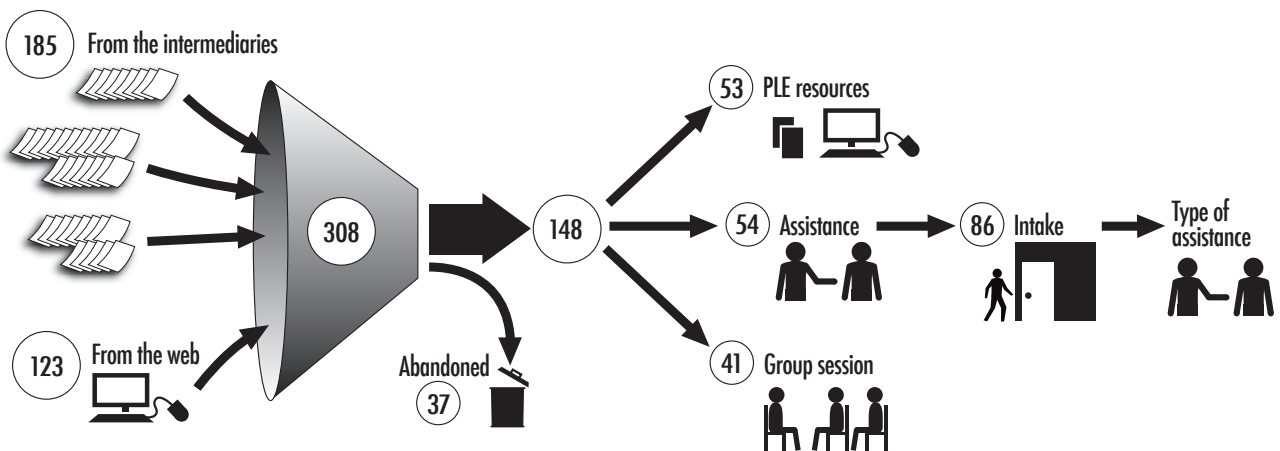 185
From the intermediaries
308
123
From the web
Abandoned
37
148
53
PLE resources
54
Assistance
86
Intake
Type of
assistance
41
Group session